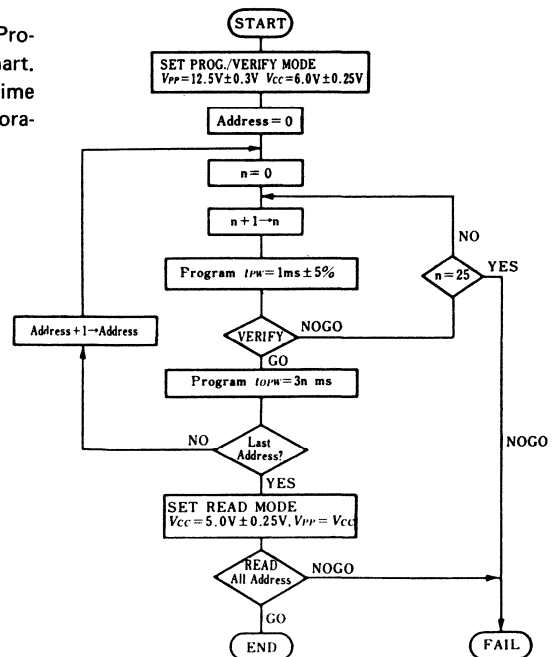 Pro-
art.
ime
ora-
START
SET PROG./VERIFY MODE
VPP=12.5V±0.3V VCC=6.0V±0.25V
Address=0
n=0
n+1→n
Program tPW=1ms±5%
VERIFY
NOGO
n=25
NO
YES
GO
Address+1→Address
Program tOPW=3n ms
Last
Address?
NO
YES
NOGO
SET READ MODE
VCC=5.0V±0.25V, VPP=VCC
READ
All Address
NOGO
GO
END
FAIL